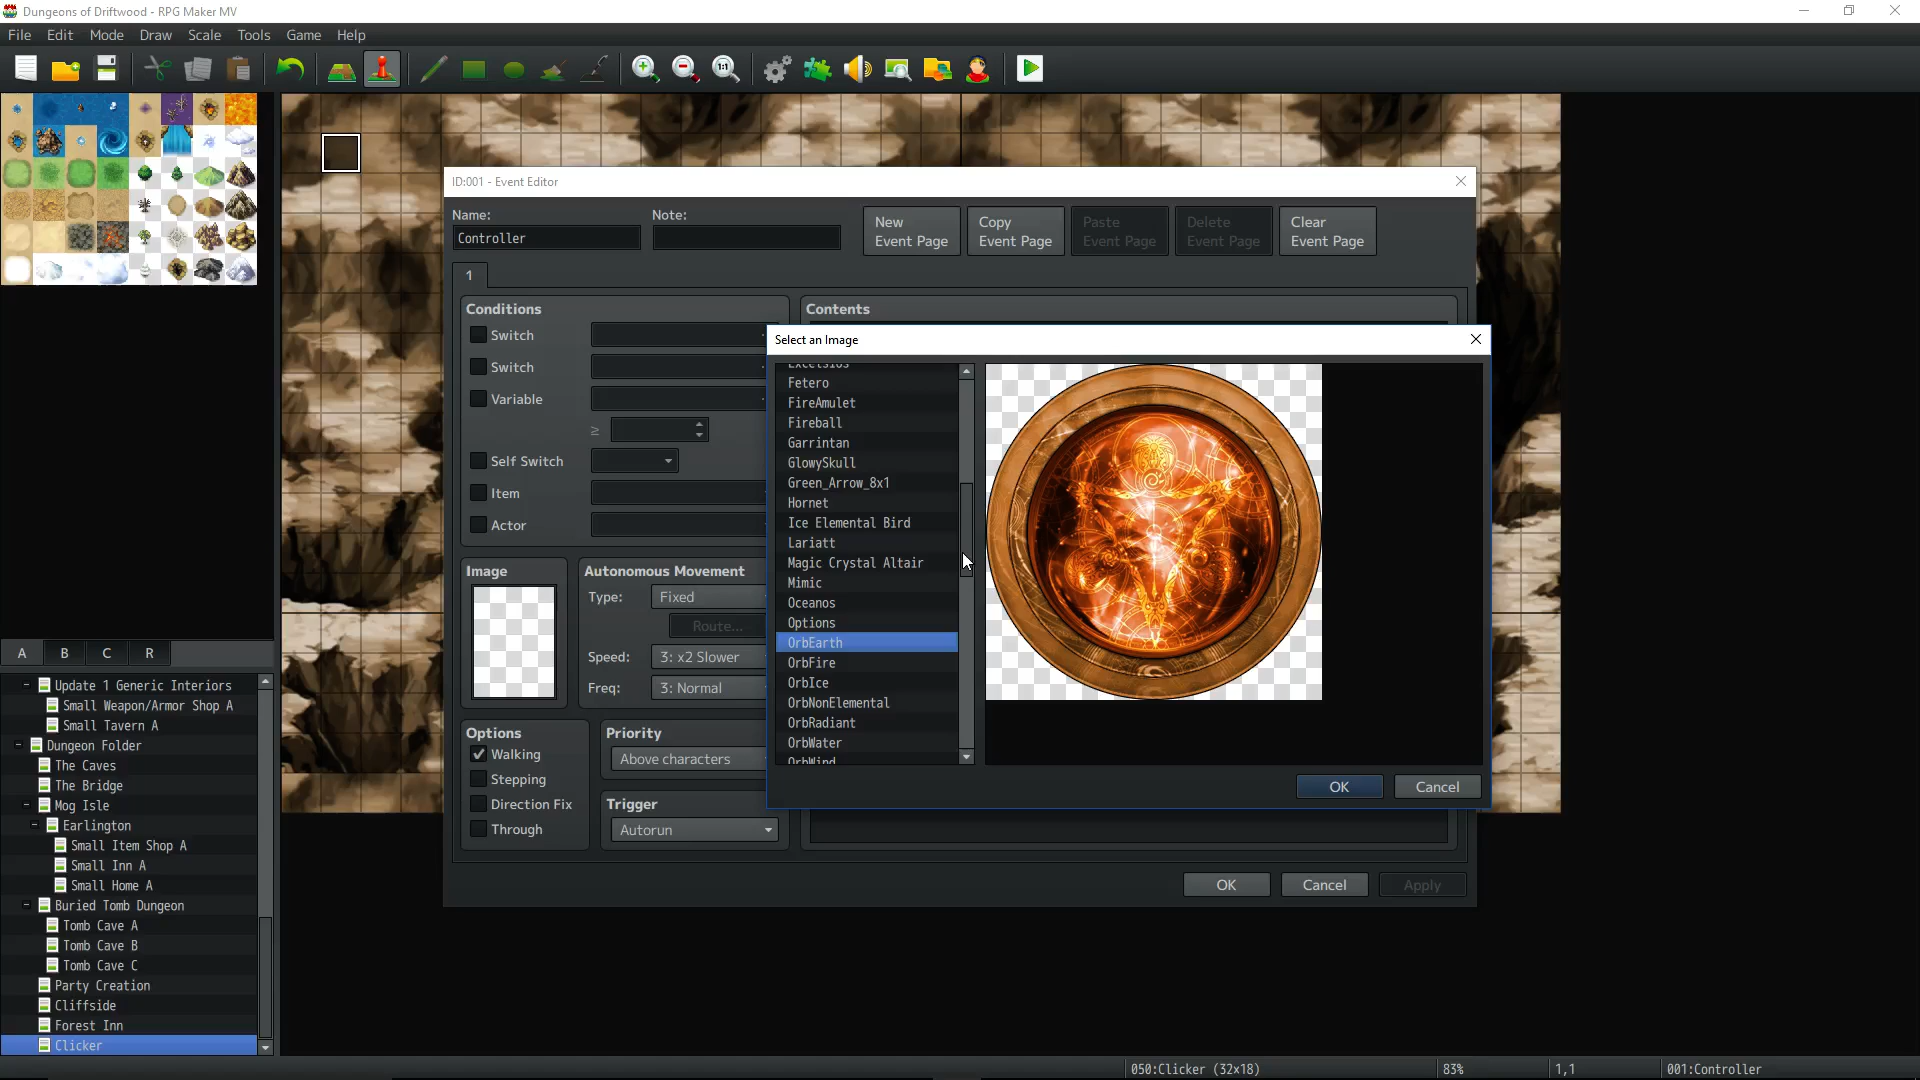 Dungeons of Driftwood - RPG Maker MV
File Edit Mode Draw Scale Tools Game Help
ID:001 - Event Editor
Name:
Controller
Note:
New
Event Page
Copy
Event Page
Paste
Event Page
Delete
Event Page
Clear
Event Page
1
Conditions
Switch
Switch
Variable
≥
Self Switch
Item
Actor
Image
Autonomous Movement
Type: Fixed
Route...
Speed: 3: x2 Slower
Freq: 3: Normal
Options
Walking
Stepping
Direction Fix
Through
Priority
Above characters
Trigger
Autorun
Contents
Select an Image
Excelsios
Fetero
FireAmulet
Fireball
Garrintan
GlowySkull
Green_Arrow_8x1
Hornet
Ice Elemental Bird
Lariatt
Magic Crystal Altair
Mimic
Oceanos
Options
OrbEarth
OrbFire
OrbIce
OrbNonElemental
OrbRadiant
OrbWater
OrbWind
OK Cancel
OK Cancel Apply
A B C R
Update 1 Generic Interiors
Small Weapon/Armor Shop A
Small Tavern A
Dungeon Folder
The Caves
The Bridge
Mog Isle
Earlington
Small Item Shop A
Small Inn A
Small Home A
Buried Tomb Dungeon
Tomb Cave A
Tomb Cave B
Tomb Cave C
Party Creation
Cliffside
Forest Inn
Clicker
050:Clicker (32x18) 83% 1,1 001:Controller